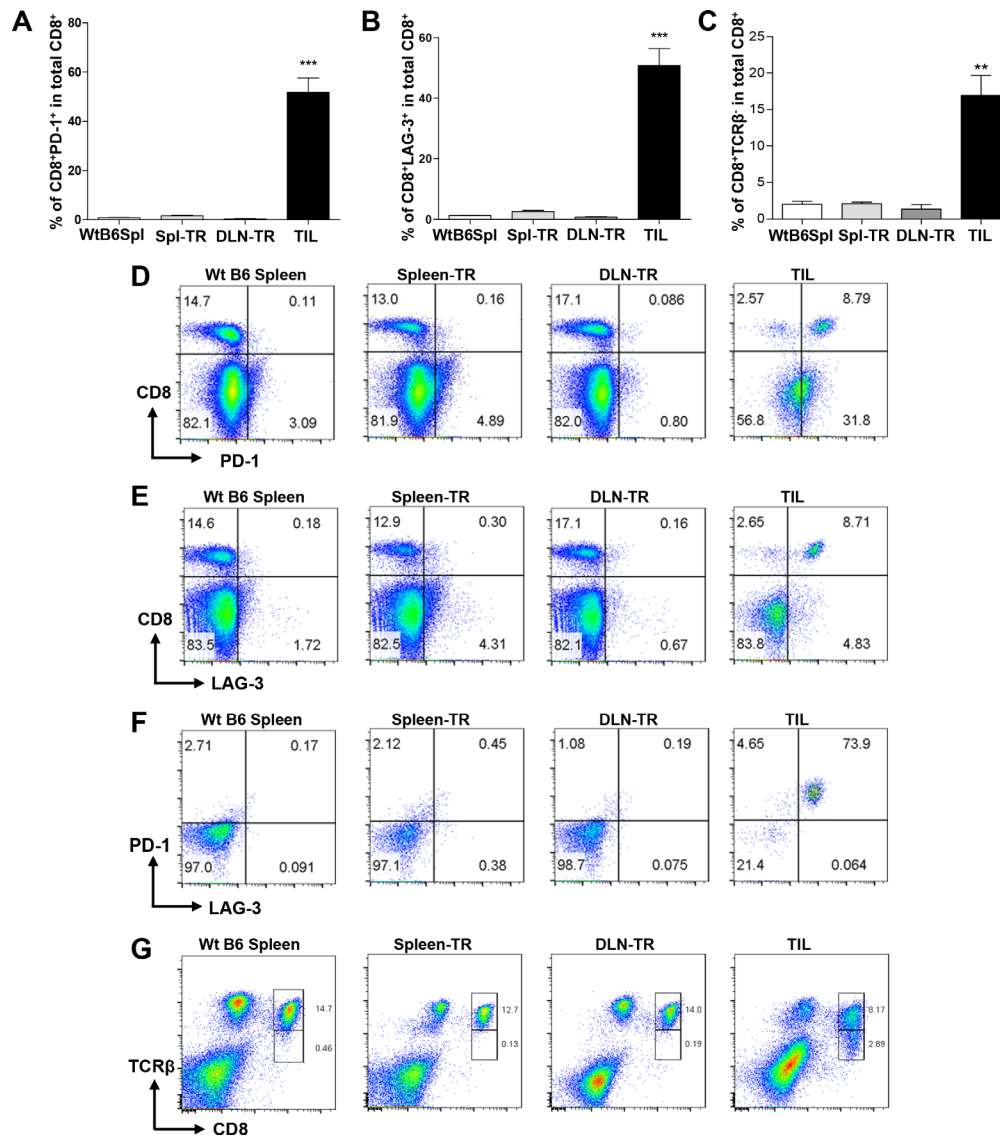 A
% of CD8⁺PD-1⁺ in total CD8⁺
80
60
40
20
0
***
WtB6Spl Spl-TR DLN-TR TIL
B
% of CD8⁺LAG-3⁺ in total CD8⁺
60
40
20
0
***
WtB6Spl Spl-TR DLN-TR TIL
C
% of CD8⁺TCRβ⁻ in total CD8⁺
25
20
15
10
5
0
**
WtB6Spl Spl-TR DLN-TR TIL
D
Wt B6 Spleen Spleen-TR DLN-TR TIL
14.7 0.11 13.0 0.16 17.1 0.086 2.57 8.79
CD8
82.1 3.09 81.9 4.89 82.0 0.80 56.8 31.8
PD-1
E
Wt B6 Spleen Spleen-TR DLN-TR TIL
14.6 0.18 12.9 0.30 17.1 0.16 2.65 8.71
CD8
83.5 1.72 82.5 4.31 82.1 0.67 83.8 4.83
LAG-3
F
Wt B6 Spleen Spleen-TR DLN-TR TIL
2.71 0.17 2.12 0.45 1.08 0.19 4.65 73.9
PD-1
97.0 0.091 97.1 0.38 98.7 0.075 21.4 0.064
LAG-3
G
Wt B6 Spleen Spleen-TR DLN-TR TIL
14.7 12.7 14.0 8.17
0.46 0.13 0.19 2.89
TCRβ
CD8